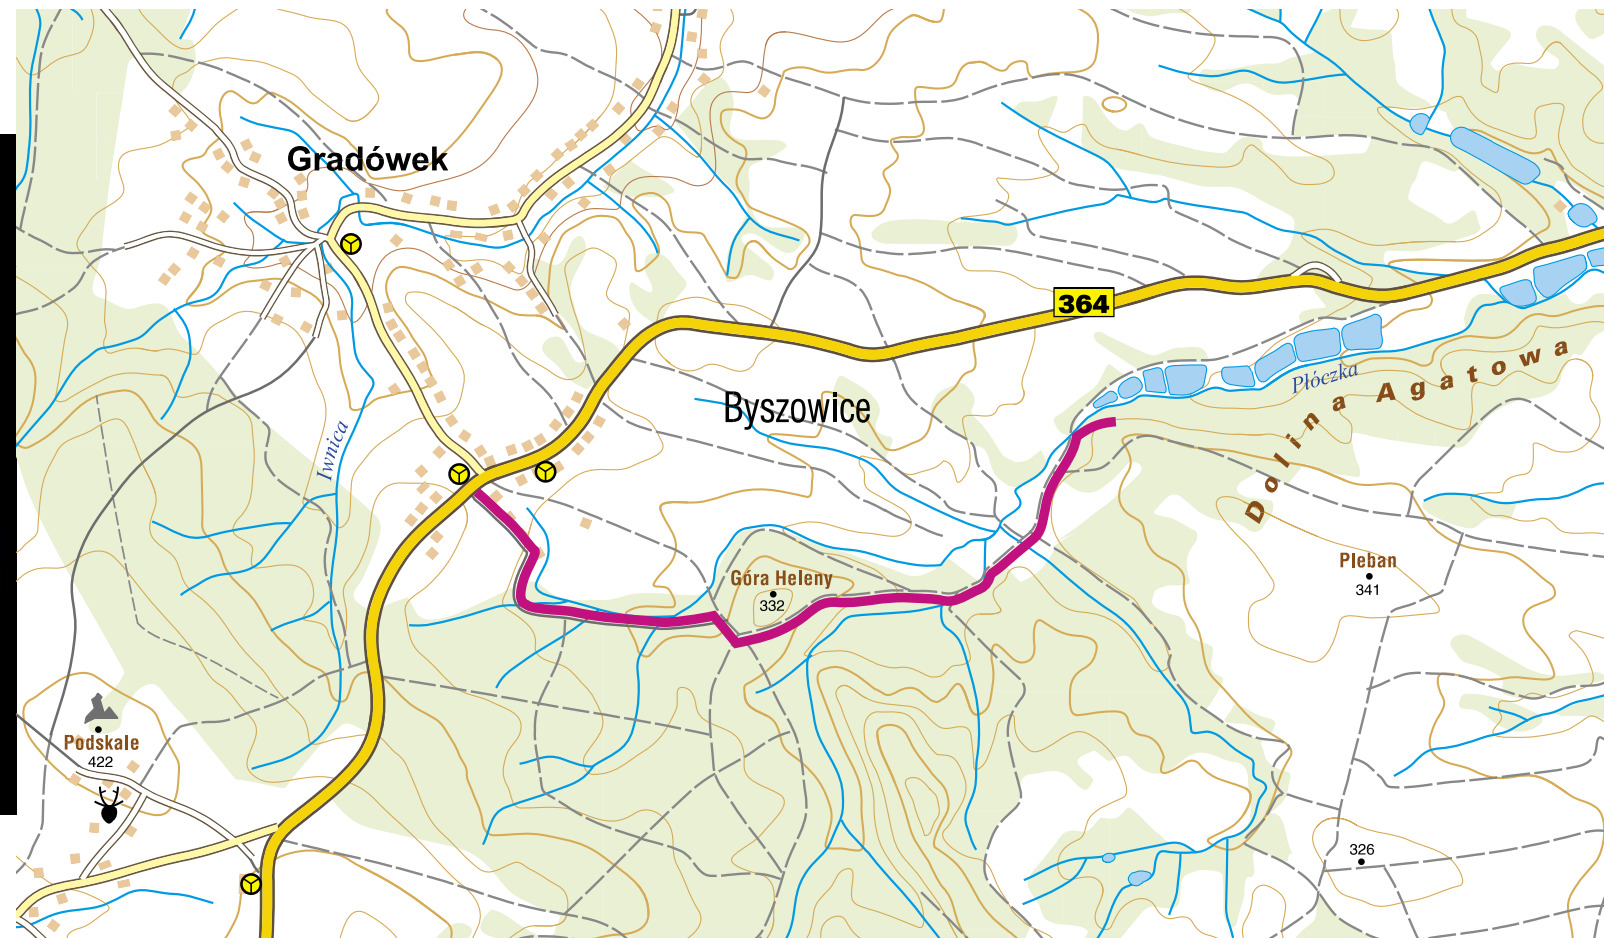 Gradówek
364
Byszowice
Płóczka
Dolina Agatowa
Iwnica
Góra Heleny
332
Pleban
341
Podskale
422
326